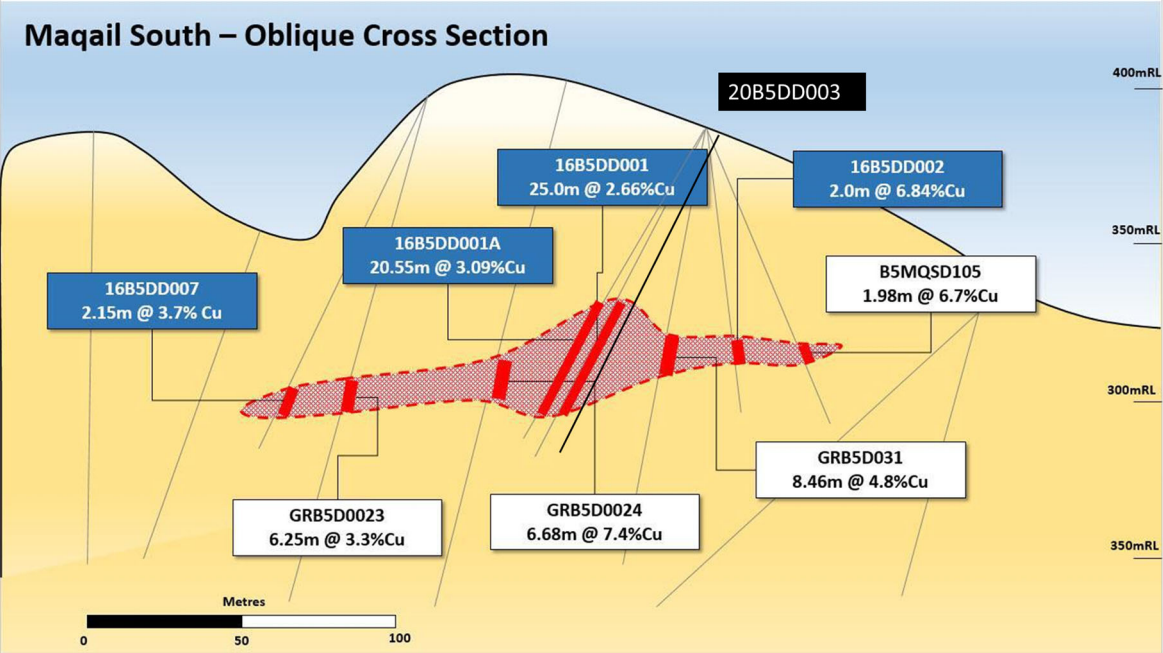 Maqail South – Oblique Cross Section
400mRL
20B5DD003
16B5DD001
25.0m @ 2.66%Cu
16B5DD002
2.0m @ 6.84%Cu
350mRL
16B5DD001A
20.55m @ 3.09%Cu
B5MQSD105
1.98m @ 6.7%Cu
16B5DD007
2.15m @ 3.7% Cu
300mRL
GRB5D031
8.46m @ 4.8%Cu
GRB5D0023
6.25m @ 3.3%Cu
GRB5D0024
6.68m @ 7.4%Cu
350mRL
Metres
0 50 100